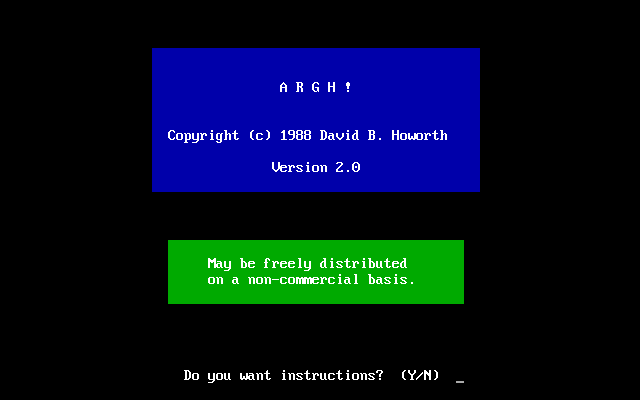 A R G H !
Copyright (c) 1988 David B. Howorth
Version 2.0
May be freely distributed
on a non-commercial basis.
Do you want instructions?  (Y/N)  _